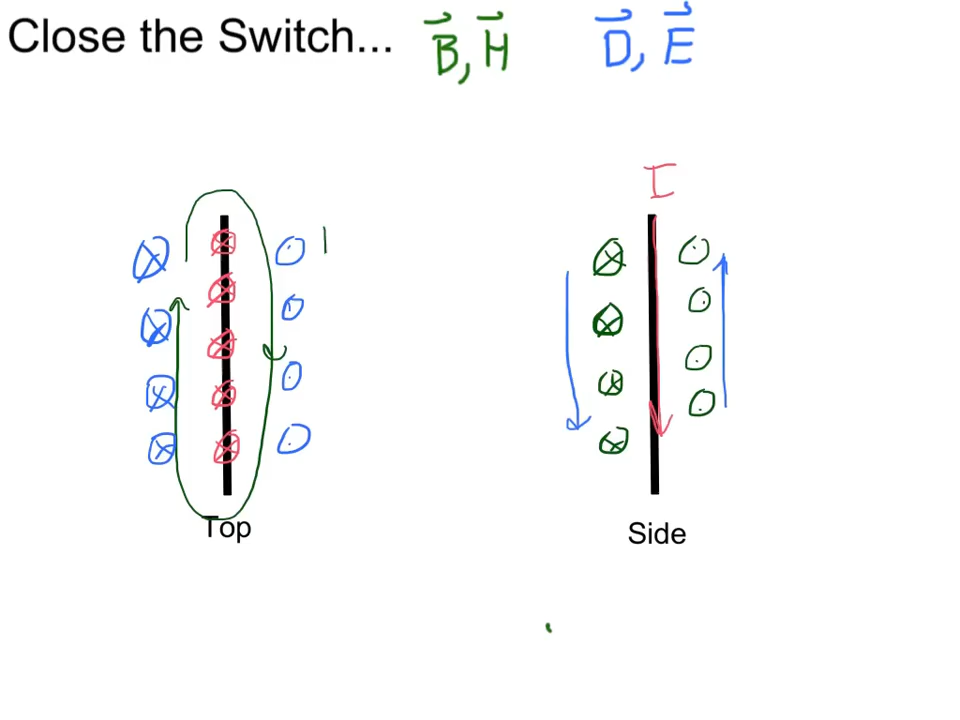 Close the Switch... B⃗, H⃗ D⃗, E⃗
I
Top
Side